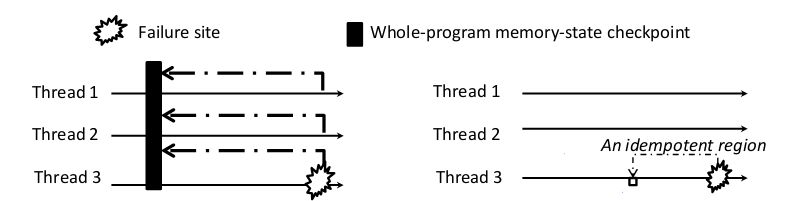 Failure site
Whole-program memory-state checkpoint
Thread 1
Thread 2
Thread 3
Thread 1
Thread 2
An idempotent region
Thread 3